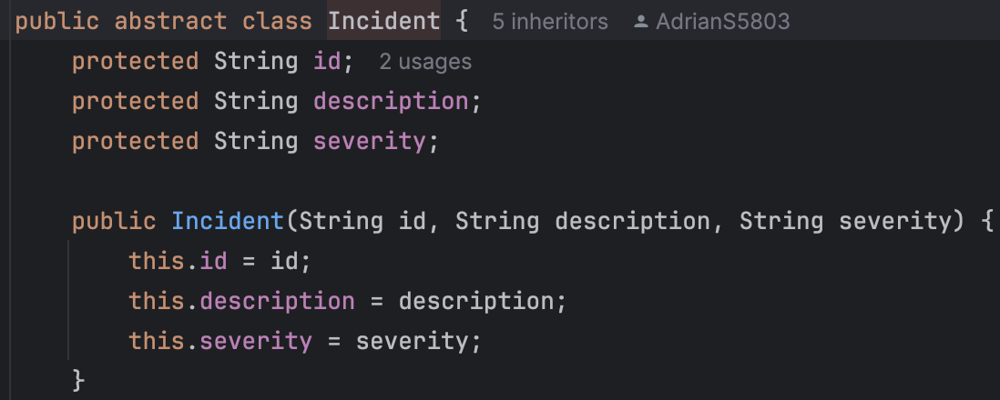 public abstract class Incident {   5 inheritors   AdrianS5803
    protected String id;   2 usages
    protected String description;
    protected String severity;
    public Incident(String id, String description, String severity) {
        this.id = id;
        this.description = description;
        this.severity = severity;
    }